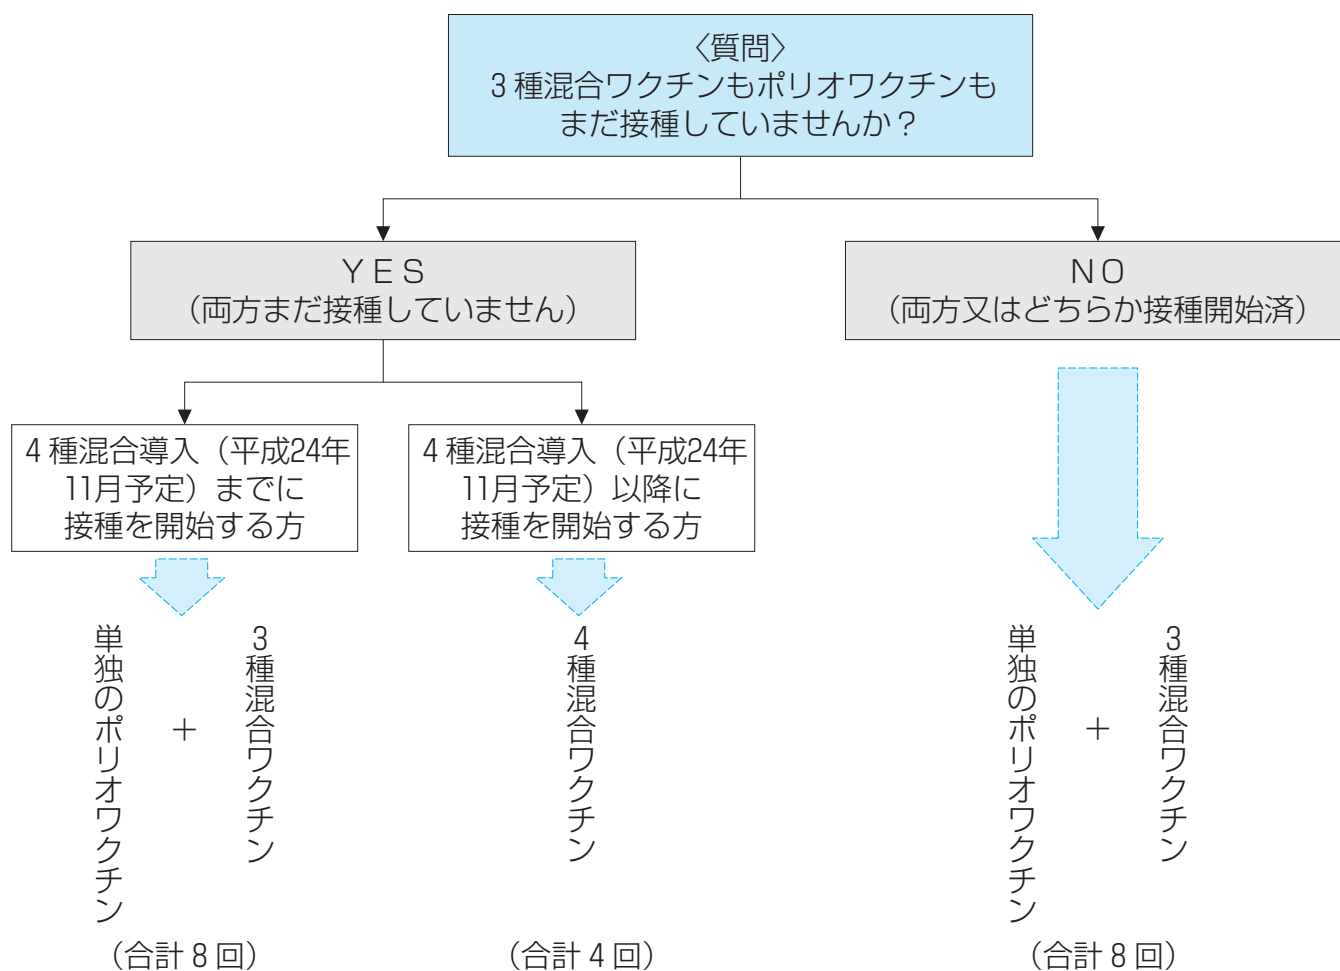 〈質問〉
3種混合ワクチンもポリオワクチンも
まだ接種していませんか？
ＹＥＳ
（両方まだ接種していません）
ＮＯ
（両方又はどちらか接種開始済）
4種混合導入（平成24年
11月予定）までに
接種を開始する方
4種混合導入（平成24年
11月予定）以降に
接種を開始する方
3種混合ワクチン
＋
単独のポリオワクチン
（合計8回）
4種混合ワクチン
（合計4回）
3種混合ワクチン
＋
単独のポリオワクチン
（合計8回）